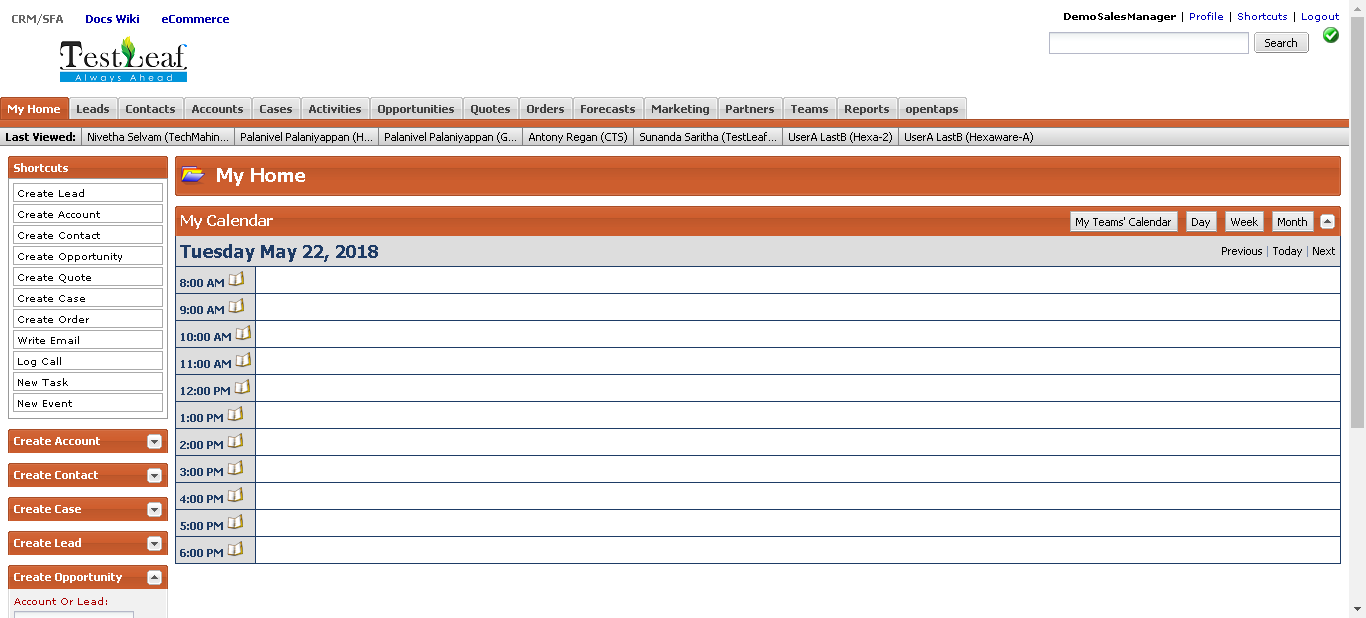 CRM/SFA Docs Wiki eCommerce
DemoSalesManager | Profile | Shortcuts | Logout
TestLeaf
Always Ahead
Search
My Home Leads Contacts Accounts Cases Activities Opportunities Quotes Orders Forecasts Marketing Partners Teams Reports opentaps
Last Viewed: Nivetha Selvam (TechMahin... Palanivel Palaniyappan (H... Palanivel Palaniyappan (G... Antony Regan (CTS) Sunanda Saritha (TestLeaf... UserA LastB (Hexa-2) UserA LastB (Hexaware-A)
Shortcuts
Create Lead
Create Account
Create Contact
Create Opportunity
Create Quote
Create Case
Create Order
Write Email
Log Call
New Task
New Event
Create Account
Create Contact
Create Case
Create Lead
Create Opportunity
Account Or Lead:
My Home
My Calendar
My Teams' Calendar Day Week Month
Tuesday May 22, 2018
Previous | Today | Next
8:00 AM
9:00 AM
10:00 AM
11:00 AM
12:00 PM
1:00 PM
2:00 PM
3:00 PM
4:00 PM
5:00 PM
6:00 PM